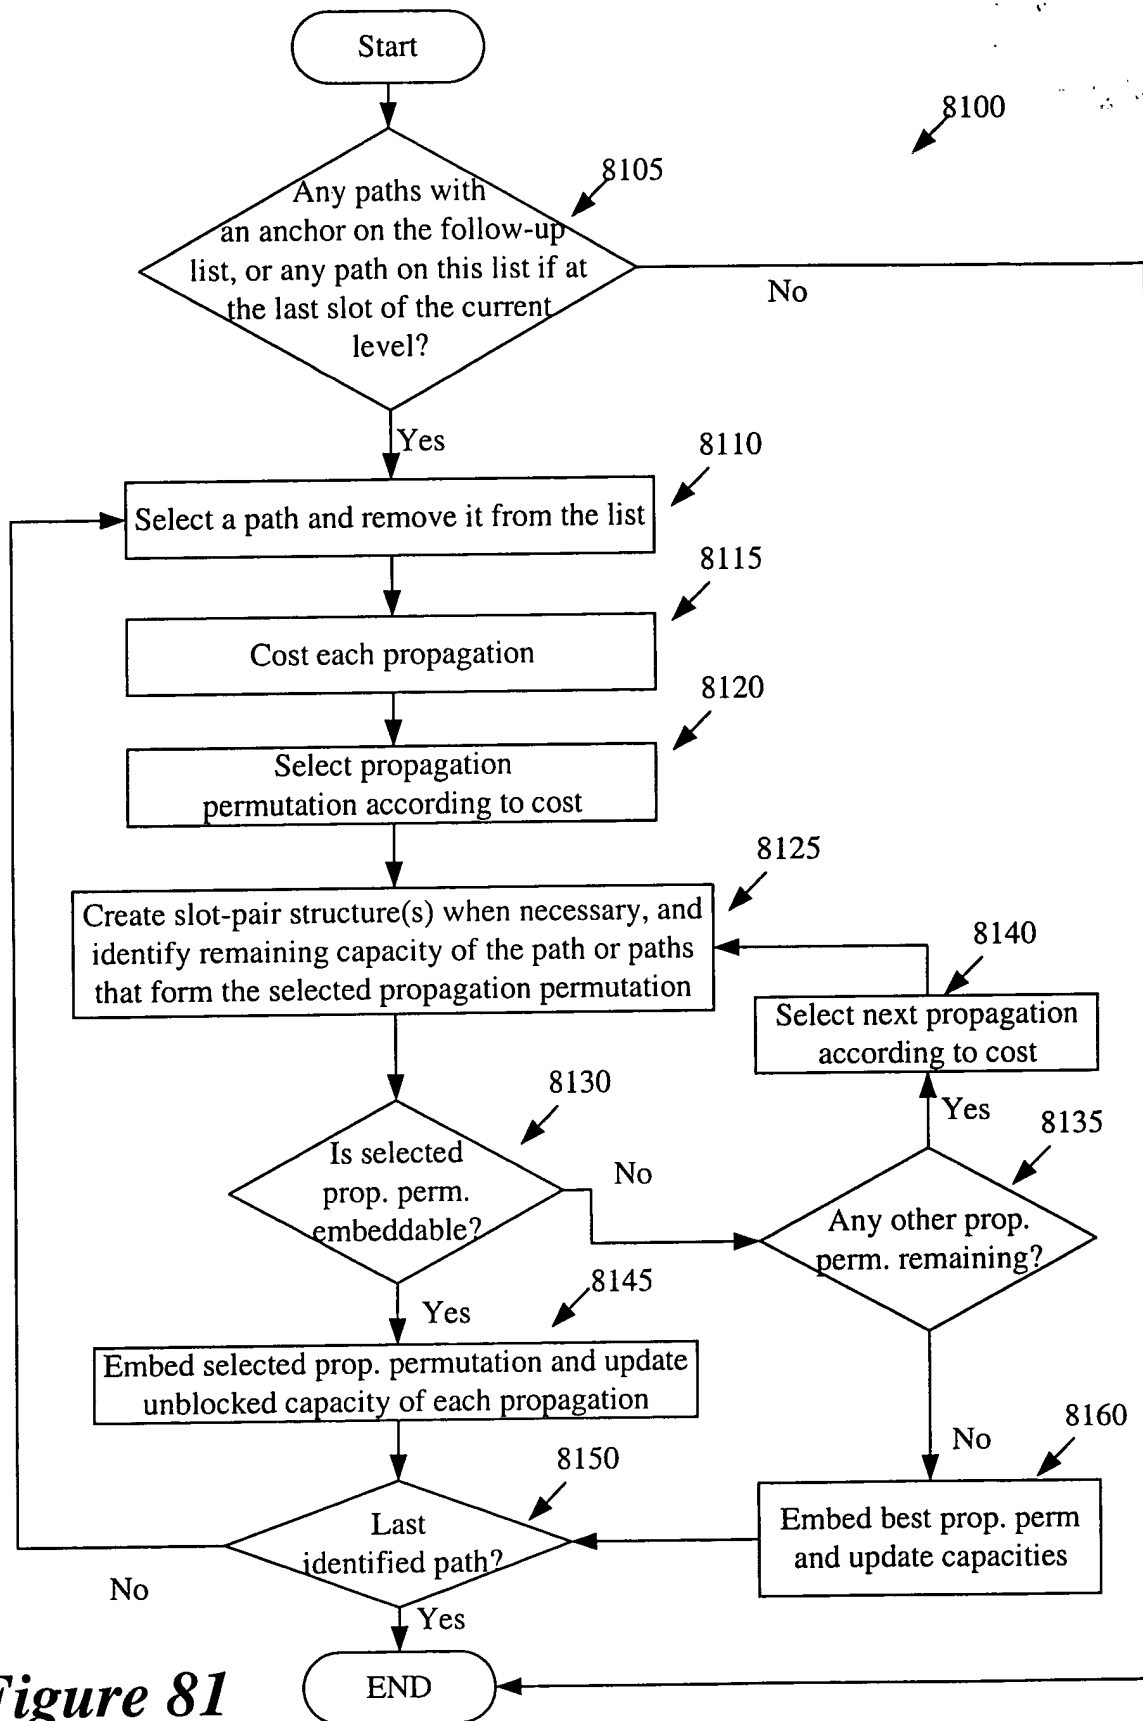 Start
8100
8105
Any paths with
an anchor on the follow-up
list, or any path on this list if at
the last slot of the current
level?
No
Yes
8110
Select a path and remove it from the list
8115
Cost each propagation
8120
Select propagation
permutation according to cost
8125
Create slot-pair structure(s) when necessary, and
identify remaining capacity of the path or paths
that form the selected propagation permutation
8140
Select next propagation
according to cost
Yes
8130
Is selected
prop. perm.
embeddable?
No
8135
Any other prop.
perm. remaining?
Yes
8145
Embed selected prop. permutation and update
unblocked capacity of each propagation
No
8160
Embed best prop. perm
and update capacities
8150
Last
identified path?
No
Yes
END
Figure 81